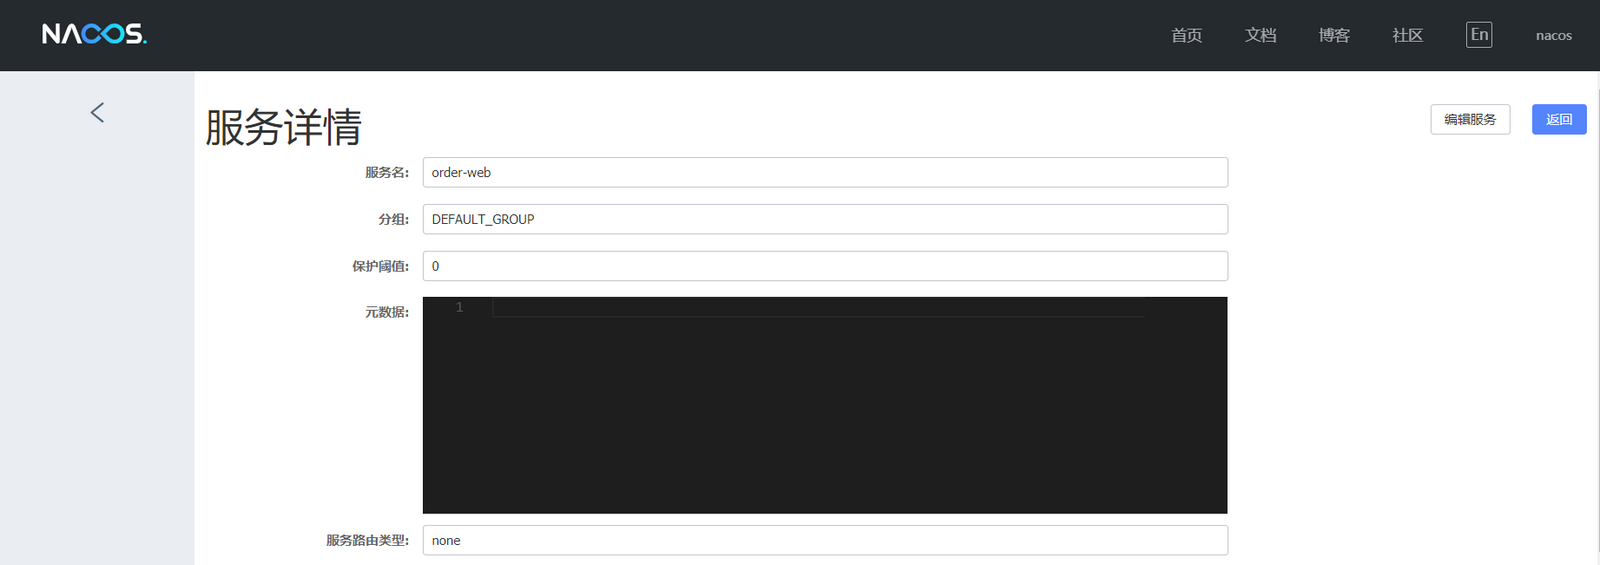 NACOS.
首页 文档 博客 社区 En nacos
服务详情
编辑服务 返回
服务名: order-web
分组: DEFAULT_GROUP
保护阈值: 0
元数据: 1
服务路由类型: none